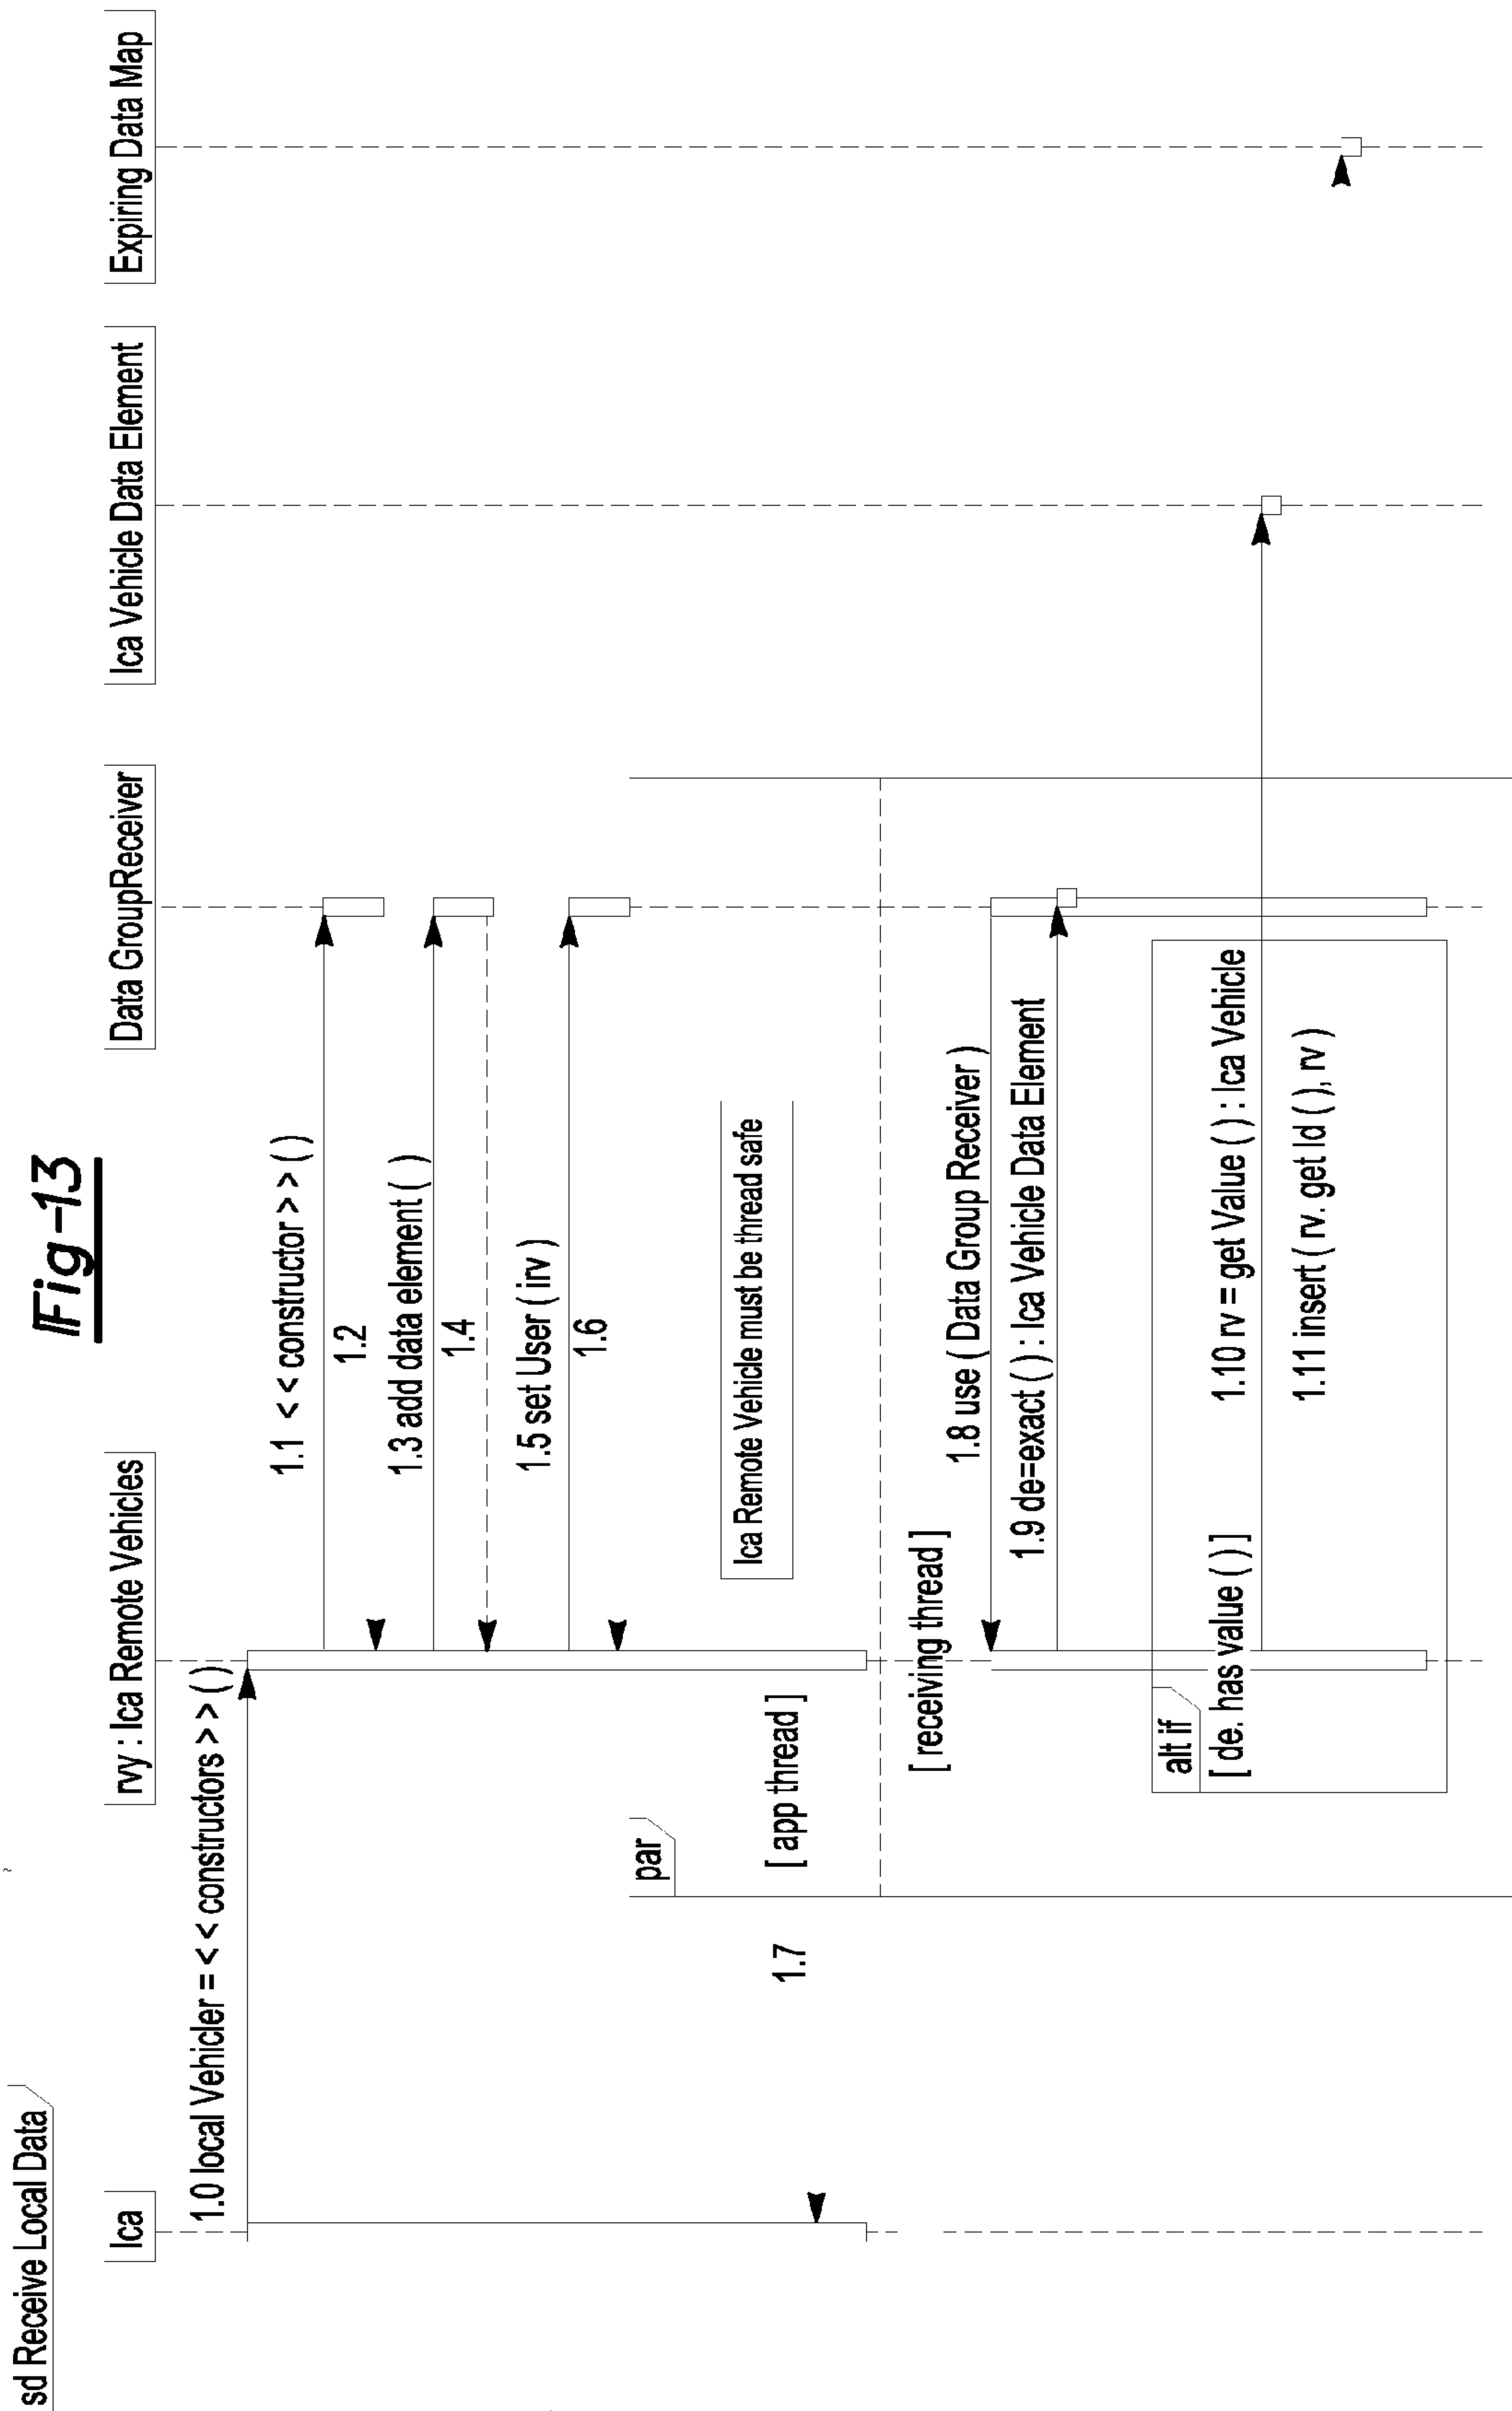 sd Receive Local Data
Fig-13
Ica
rvy : Ica Remote Vehicles
Data GroupReceiver
Ica Vehicle Data Element
Expiring Data Map
1.0 local Vehicler = < < constructors > > ( )
1.1 < < constructor > > ( )
1.2
1.3 add data element ( )
1.4
1.5 set User ( irv )
1.6
par
Ica Remote Vehicle must be thread safe
1.7
[ app thread ]
[ receiving thread ]
1.8 use ( Data Group Receiver )
1.9 de=exact ( ) : Ica Vehicle Data Element
alt if
[ de. has value ( ) ]
1.10 rv = get Value ( ) : Ica Vehicle
1.11 insert ( rv. get Id ( ), rv )